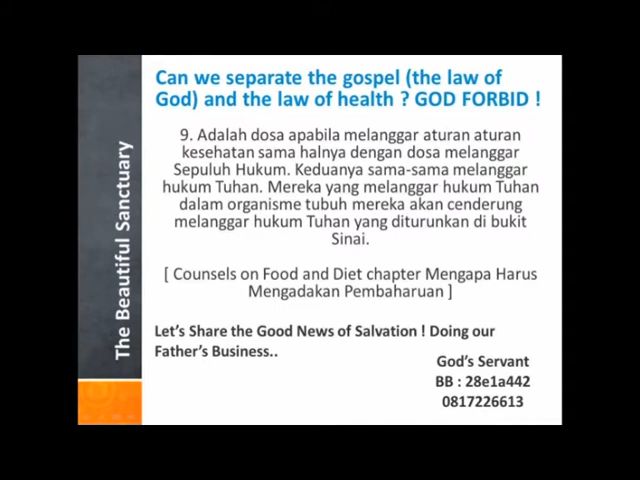 Can we separate the gospel (the law of
God) and the law of health ? GOD FORBID !
9. Adalah dosa apabila melanggar aturan aturan
kesehatan sama halnya dengan dosa melanggar
Sepuluh Hukum. Keduanya sama-sama melanggar
hukum Tuhan. Mereka yang melanggar hukum Tuhan
dalam organisme tubuh mereka akan cenderung
melanggar hukum Tuhan yang diturunkan di bukit
Sinai.
[ Counsels on Food and Diet chapter Mengapa Harus
Mengadakan Pembaharuan ]
Let's Share the Good News of Salvation ! Doing our
Father's Business..
God's Servant
BB : 28e1a442
0817226613
The Beautiful Sanctuary